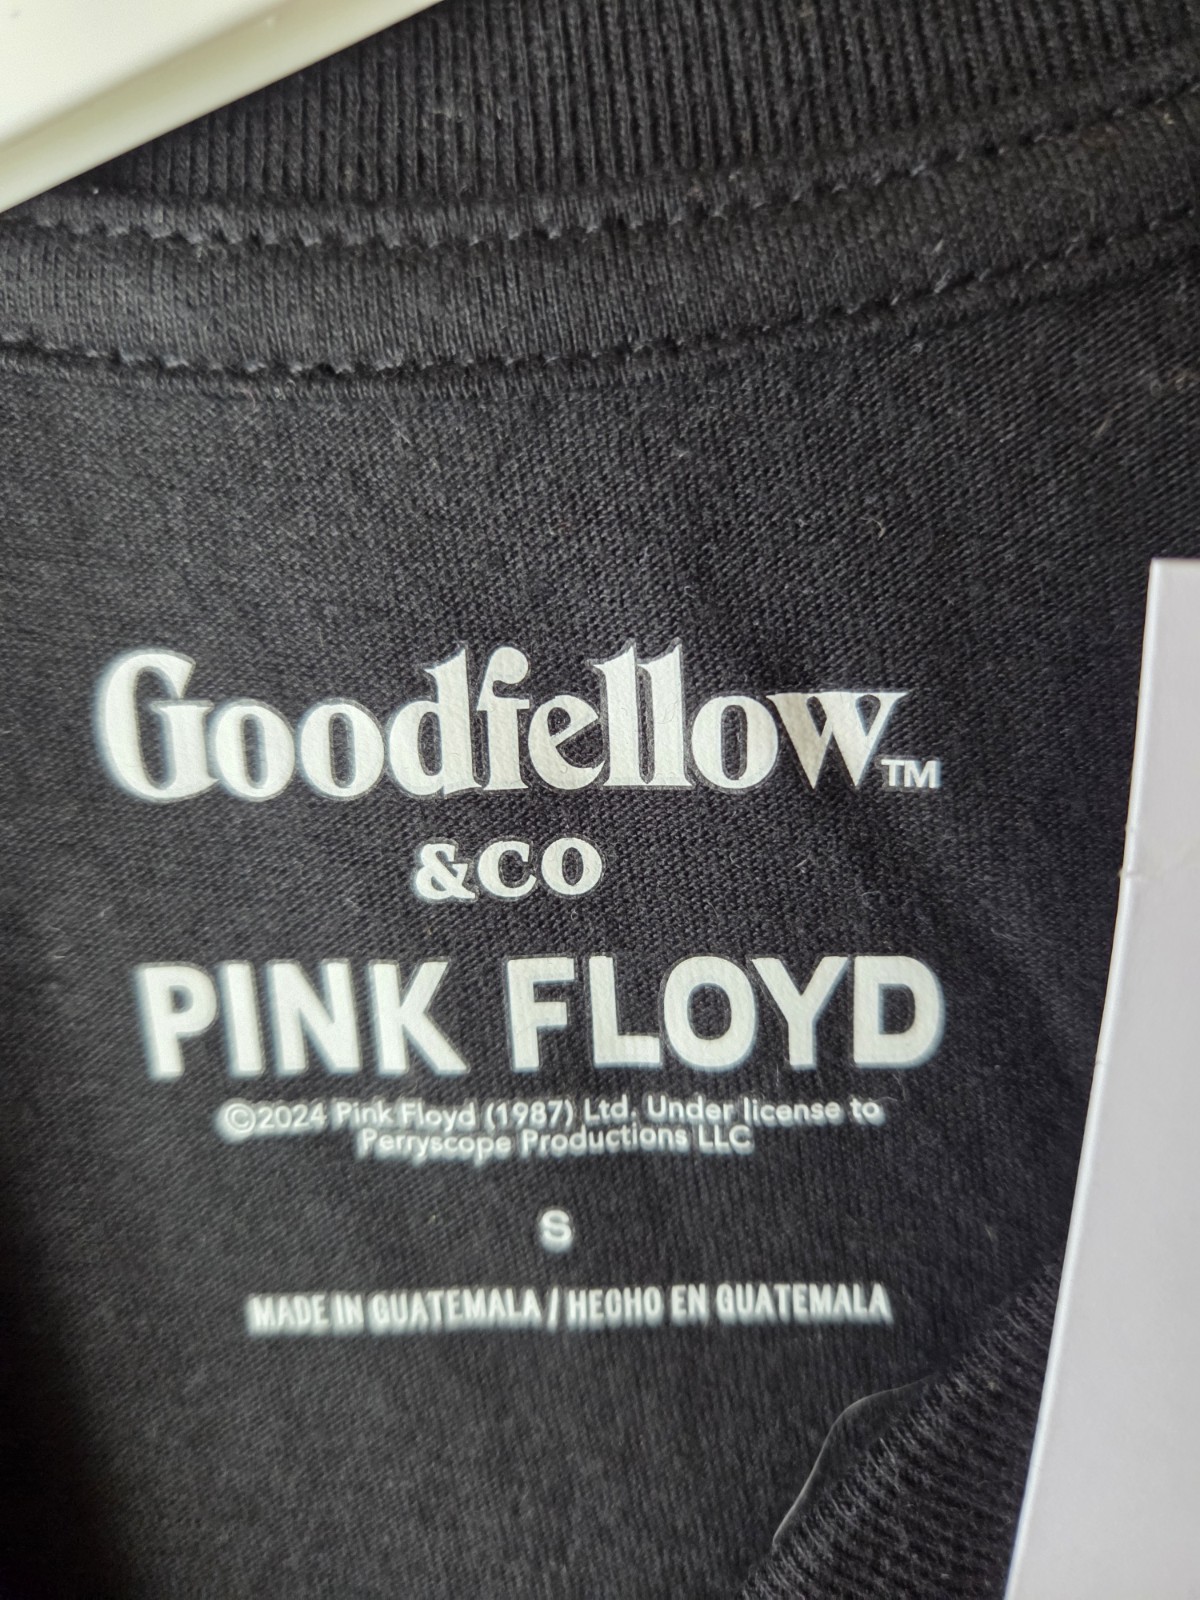 Goodfellow™
&CO
PINK FLOYD
©2024 Pink Floyd (1987) Ltd. Under license to
Perryscope Productions LLC
S
MADE IN GUATEMALA / HECHO EN GUATEMALA